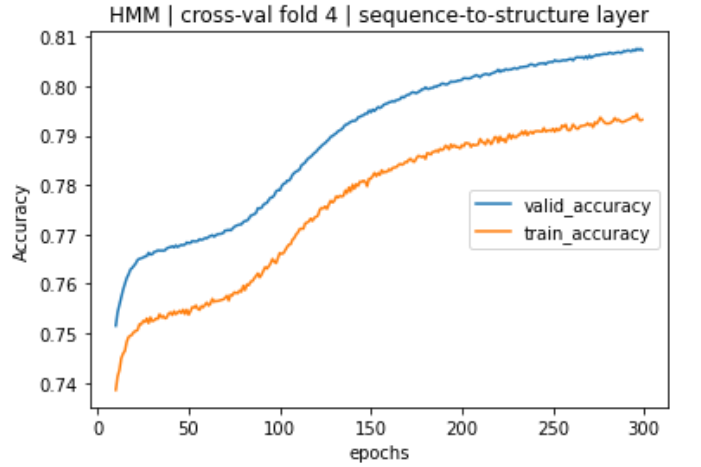 HMM | cross-val fold 4 | sequence-to-structure layer
0.81
0.80
0.79
0.78
0.77
0.76
0.75
0.74
Accuracy
valid_accuracy
train_accuracy
0 50 100 150 200 250 300
epochs